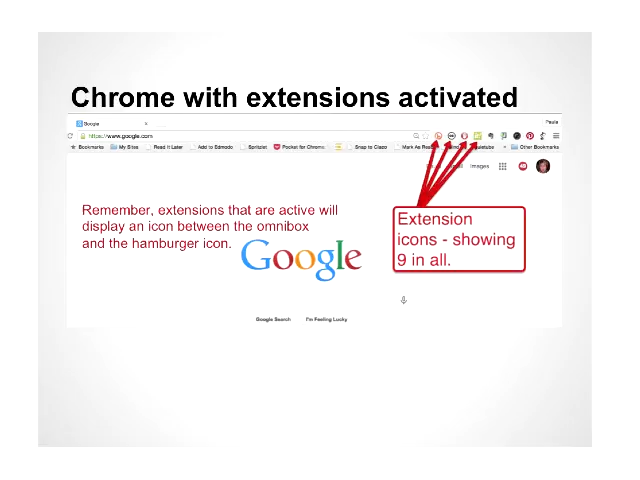 Chrome with extensions activated
Google
Paula
https://www.google.com
Bookmarks My Sites Read It Later Add to Edmodo Spritzlet Pocket for Chrome Snap to Clazo Mark As Read Other Bookmarks
Images
Remember, extensions that are active will
display an icon between the omnibox
and the hamburger icon.
Extension
icons - showing
9 in all.
Google
Google Search I'm Feeling Lucky